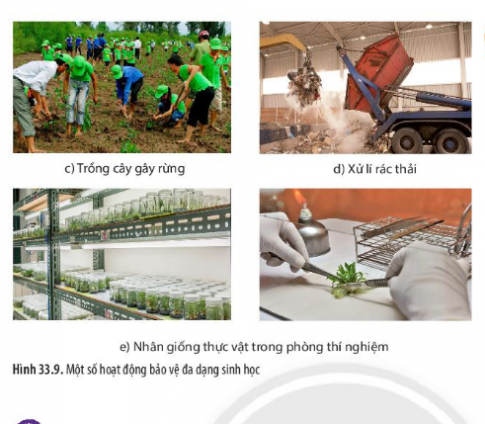 c) Trồng cây gây rừng
d) Xử lí rác thải
e) Nhân giống thực vật trong phòng thí nghiệm
Hình 33.9. Một số hoạt động bảo vệ đa dạng sinh học